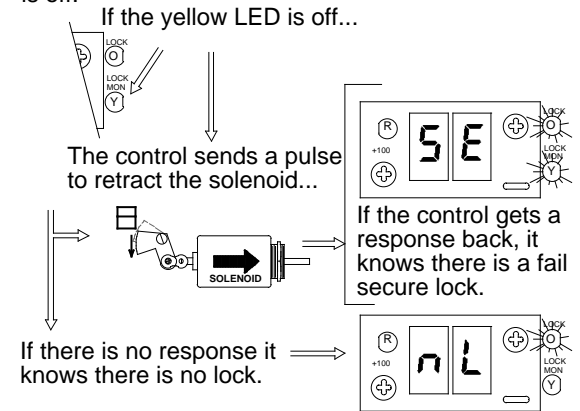 If the yellow LED is off...
LOCK
O
LOCK
MON
Y
The control sends a pulse
to retract the solenoid...
SOLENOID
R
+100
5E
LOCK
O
LOCK
MON
Y
If the control gets a
response back, it
knows there is a fail
secure lock.
If there is no response it
knows there is no lock.
R
+100
nL
LOCK
O
LOCK
MON
Y